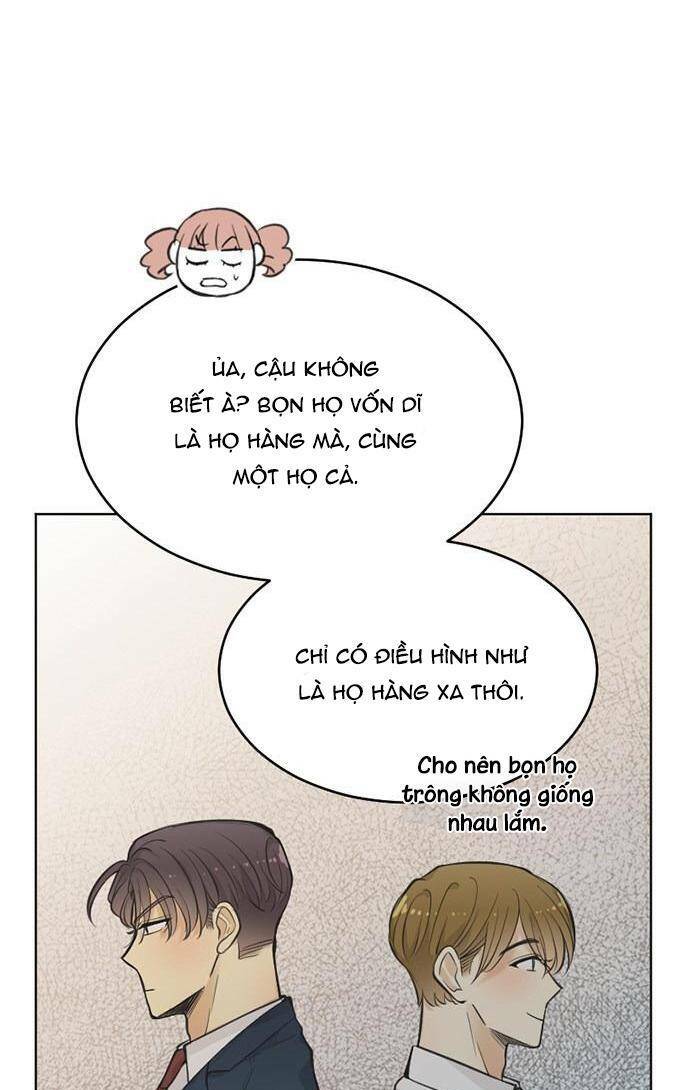 ỦA, CẬU KHÔNG
BIẾT À? BỌN HỌ VỐN DĨ
LÀ HỌ HÀNG MÀ, CÙNG
MỘT HỌ CẢ.
CHỈ CÓ ĐIỀU HÌNH NHƯ
LÀ HỌ HÀNG XA THÔI.
Cho nên bọn họ
trông không giống
nhau lắm.